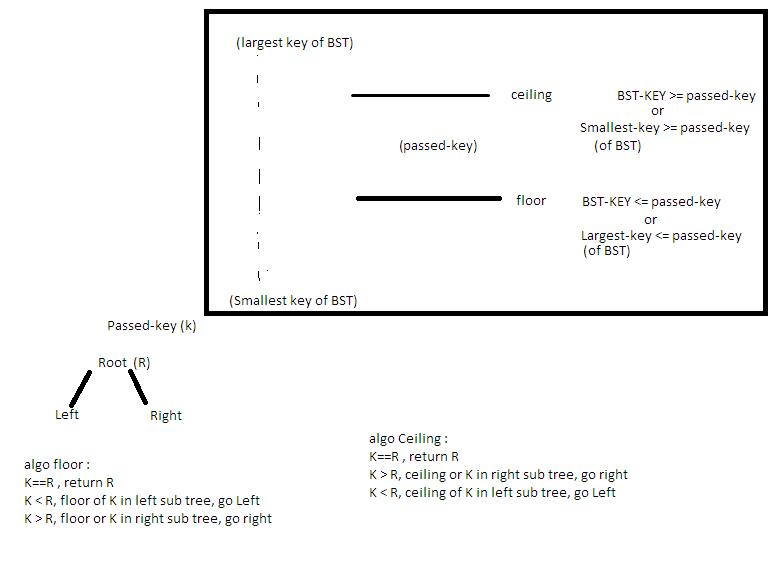 (largest key of BST)
ceiling
BST-KEY >= passed-key
or
Smallest-key >= passed-key
(of BST)
(passed-key)
floor
BST-KEY <= passed-key
or
Largest-key <= passed-key
(of BST)
(Smallest key of BST)
Passed-key (k)
Root (R)
Left
Right
algo floor :
K==R , return R
K < R, floor of K in left sub tree, go Left
K > R, floor or K in right sub tree, go right
algo Ceiling :
K==R , return R
K > R, ceiling or K in right sub tree, go right
K < R, ceiling of K in left sub tree, go Left